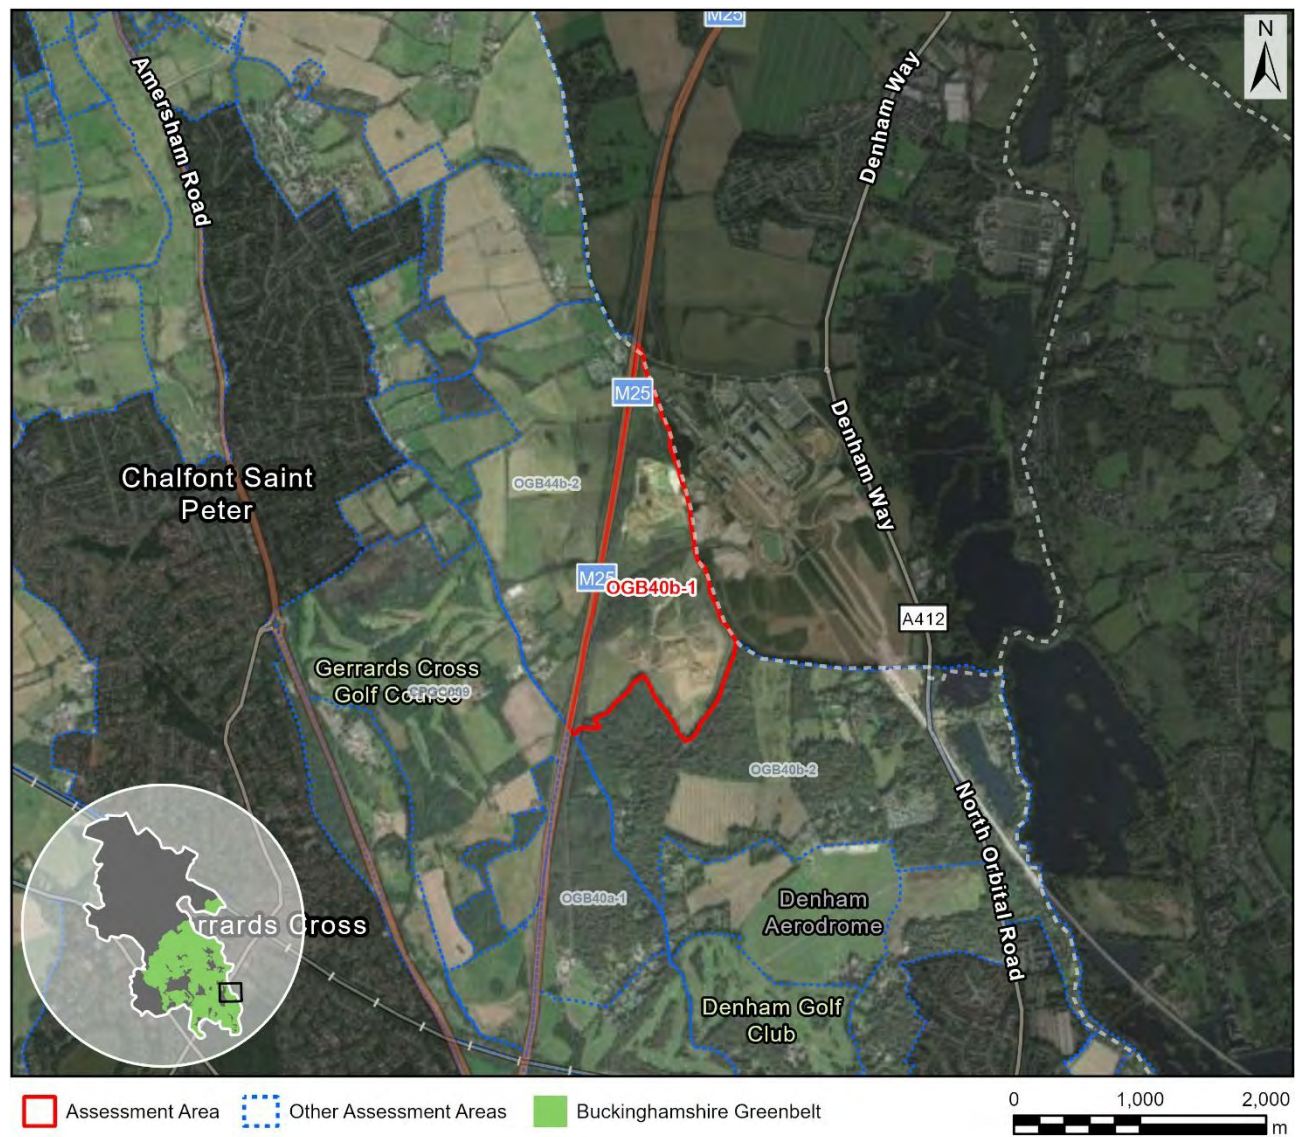 M25
N
Amersham Road
Denham Way
M25
Denham Way
Chalfont Saint
Peter
OGB44b-2
M25
OGB40b-1
A412
Gerrards Cross
Golf Course
OGB40b-2
North Orbital Road
OGB40a-1
Denham
Aerodrome
rrards Cross
Denham Golf
Club
Assessment Area
Other Assessment Areas
Buckinghamshire Greenbelt
0 1,000 2,000
m